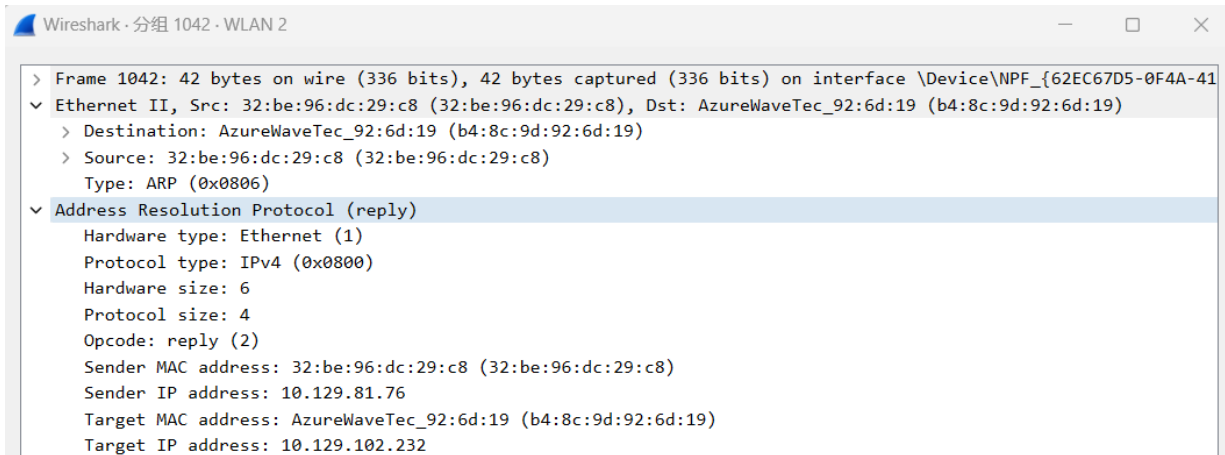 Wireshark · 分组 1042 · WLAN 2
Frame 1042: 42 bytes on wire (336 bits), 42 bytes captured (336 bits) on interface \Device\NPF_{62EC67D5-0F4A-41
Ethernet II, Src: 32:be:96:dc:29:c8 (32:be:96:dc:29:c8), Dst: AzureWaveTec_92:6d:19 (b4:8c:9d:92:6d:19)
Destination: AzureWaveTec_92:6d:19 (b4:8c:9d:92:6d:19)
Source: 32:be:96:dc:29:c8 (32:be:96:dc:29:c8)
Type: ARP (0x0806)
Address Resolution Protocol (reply)
Hardware type: Ethernet (1)
Protocol type: IPv4 (0x0800)
Hardware size: 6
Protocol size: 4
Opcode: reply (2)
Sender MAC address: 32:be:96:dc:29:c8 (32:be:96:dc:29:c8)
Sender IP address: 10.129.81.76
Target MAC address: AzureWaveTec_92:6d:19 (b4:8c:9d:92:6d:19)
Target IP address: 10.129.102.232